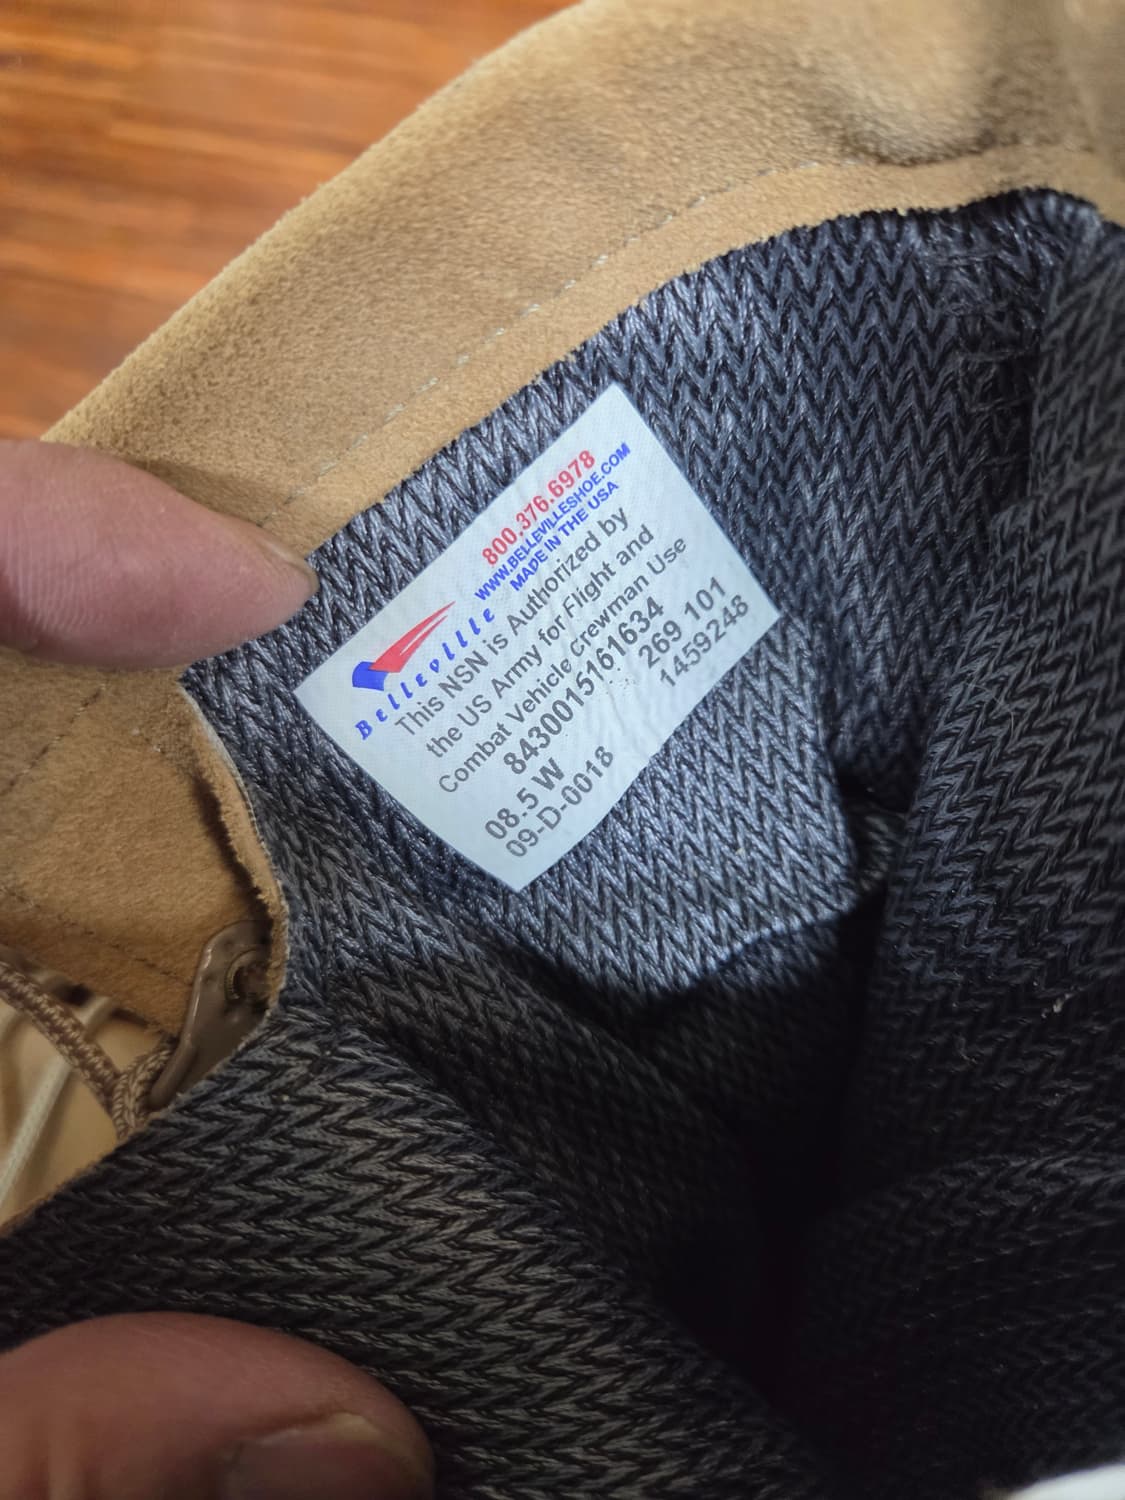 800.376.6978
WWW.BELLEVILLESHOE.COM
MADE IN THE USA
Belleville
This NSN is Authorized by
the US Army for Flight and
Combat Vehicle Crewman Use
8430015161634
08.5 W 269 101
09-D-0018 1459248